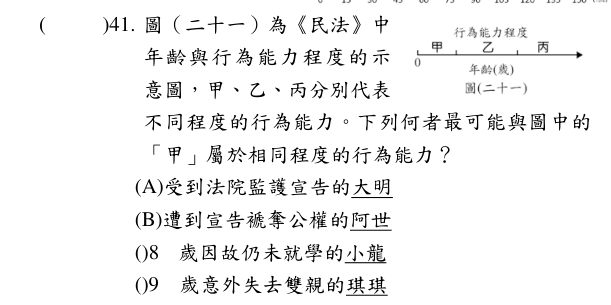 (　　)41. 圖（二十一）為《民法》中
年齡與行為能力程度的示
意圖，甲、乙、丙分別代表
不同程度的行為能力。下列何者最可能與圖中的
「甲」屬於相同程度的行為能力？
(A)受到法院監護宣告的大明
(B)遭到宣告褫奪公權的阿世
()8　歲因故仍未就學的小龍
()9　歲意外失去雙親的琪琪
行為能力程度
甲 乙 丙
0
年齡(歲)
圖(二十一)